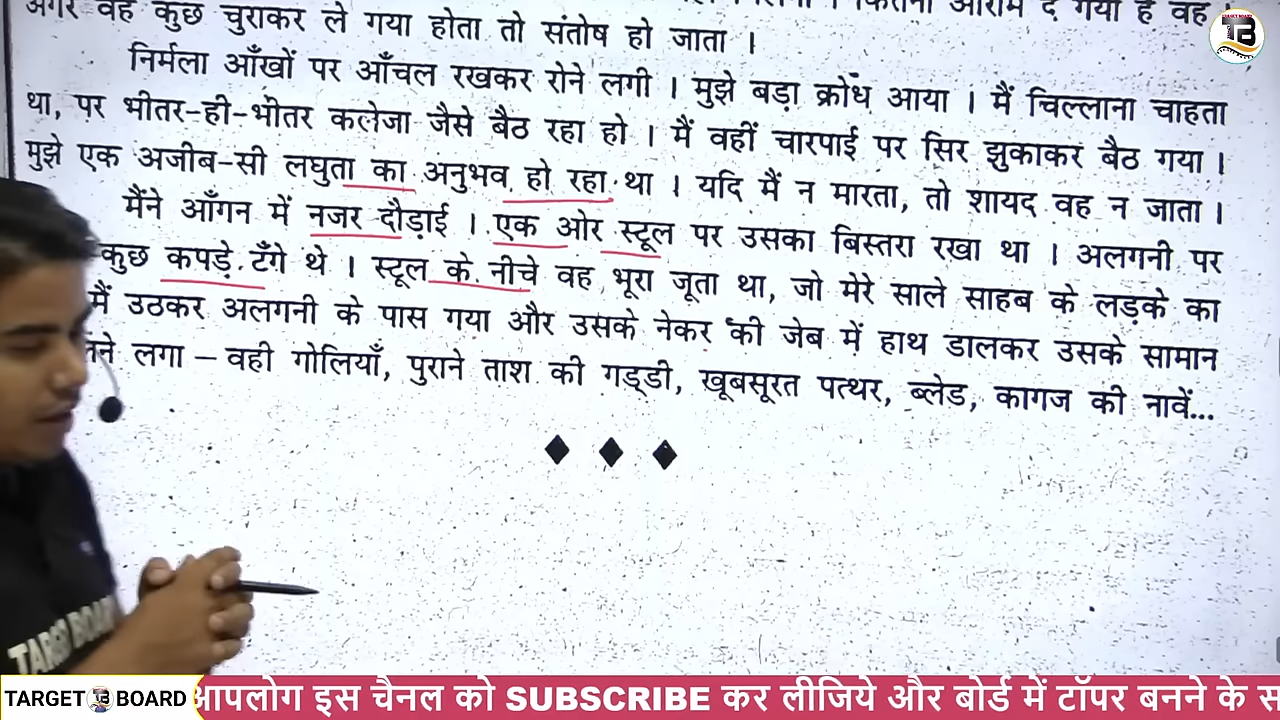 अगर वह कुछ चुराकर ले गया होता तो संतोष हो जाता ।
निर्मला आँखों पर आँचल रखकर रोने लगी । मुझे बड़ा क्रोध आया । मैं चिल्लाना चाहता
था, पर भीतर-ही-भीतर कलेजा जैसे बैठ रहा हो । मैं वहीं चारपाई पर सिर झुकाकर बैठ गया ।
मुझे एक अजीब-सी लघुता का अनुभव हो रहा था । यदि मैं न मारता, तो शायद वह न जाता ।
मैंने आँगन में नजर दौड़ाई । एक ओर स्टूल पर उसका बिस्तरा रखा था । अलगनी पर
कुछ कपड़े टँगे थे । स्टूल के नीचे वह भूरा जूता था, जो मेरे साले साहब के लड़के का
मैं उठकर अलगनी के पास गया और उसके नेकर की जेब में हाथ डालकर उसके सामान
लगा – वही गोलियाँ, पुराने ताश की गड्डी, खूबसूरत पत्थर, ब्लेड, कागज की नावें...
TARGET BOARD
TB
TARGET BOARD आपलोग इस चैनल को SUBSCRIBE कर लीजिये और बोर्ड में टॉपर बनने के